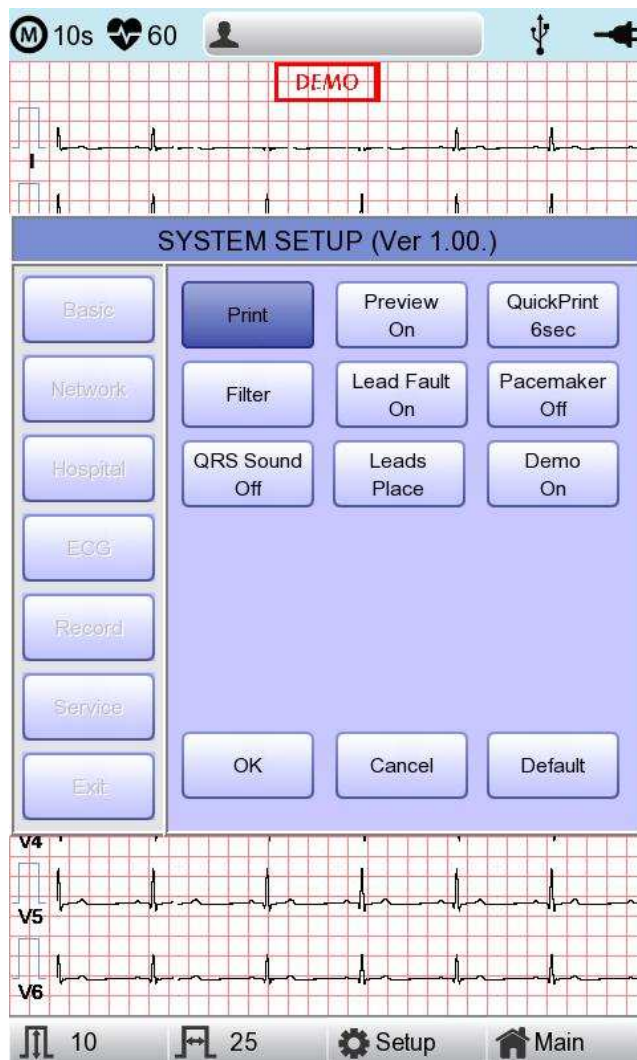 M 10s 60
DEMO
I
SYSTEM SETUP (Ver 1.00.)
Basic
Print
Preview
On
QuickPrint
6sec
Network
Filter
Lead Fault
On
Pacemaker
Off
Hospital
QRS Sound
Off
Leads
Place
Demo
On
ECG
Record
Service
Exit
OK
Cancel
Default
V4
V5
V6
10
25
Setup
Main